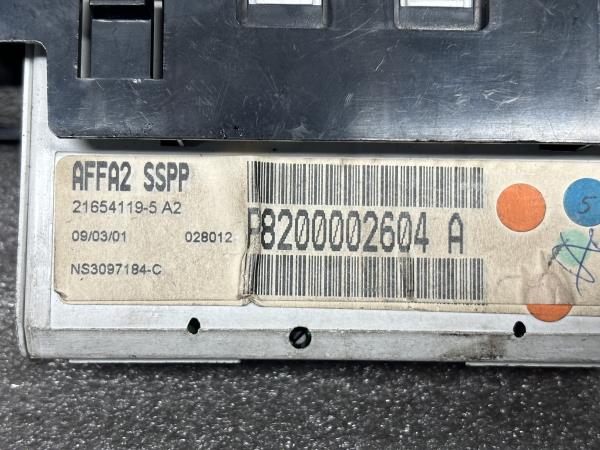 AFFA2 SSPP
21654119-5 A2
09/03/01 028012
NS3097184-C
P8200002604 A
5